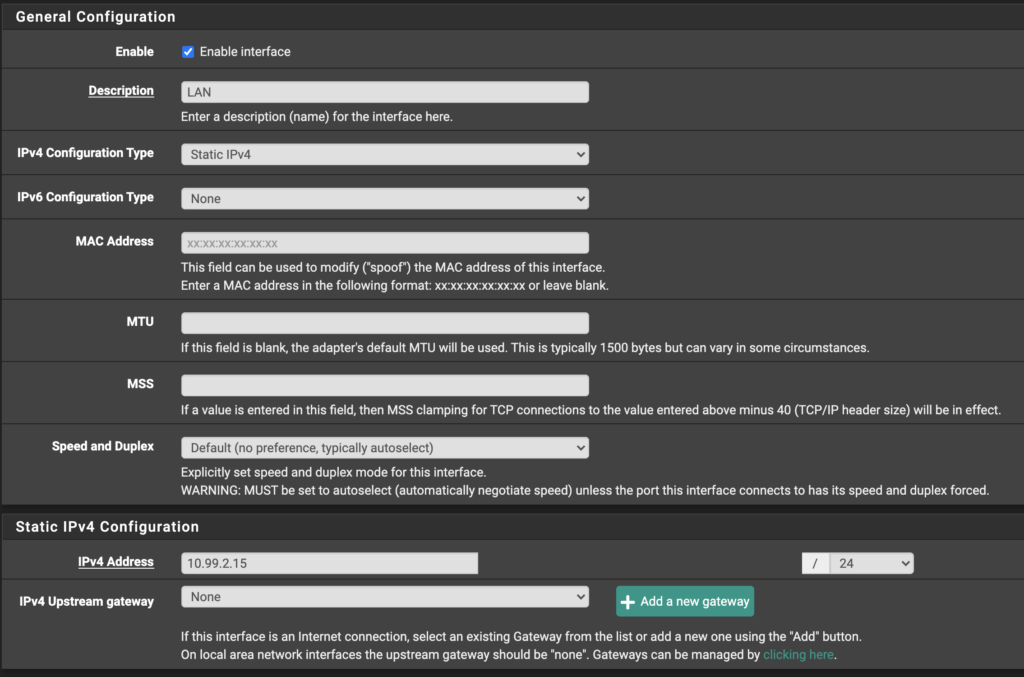 General Configuration
Enable
Enable interface
Description
LAN
Enter a description (name) for the interface here.
IPv4 Configuration Type
Static IPv4
IPv6 Configuration Type
None
MAC Address
xx:xx:xx:xx:xx:xx
This field can be used to modify ("spoof") the MAC address of this interface.
Enter a MAC address in the following format: xx:xx:xx:xx:xx:xx or leave blank.
MTU
If this field is blank, the adapter's default MTU will be used. This is typically 1500 bytes but can vary in some circumstances.
MSS
If a value is entered in this field, then MSS clamping for TCP connections to the value entered above minus 40 (TCP/IP header size) will be in effect.
Speed and Duplex
Default (no preference, typically autoselect)
Explicitly set speed and duplex mode for this interface.
WARNING: MUST be set to autoselect (automatically negotiate speed) unless the port this interface connects to has its speed and duplex forced.
Static IPv4 Configuration
IPv4 Address
10.99.2.15
/ 24
IPv4 Upstream gateway
None
Add a new gateway
If this interface is an Internet connection, select an existing Gateway from the list or add a new one using the "Add" button.
On local area network interfaces the upstream gateway should be "none". Gateways can be managed by clicking here.